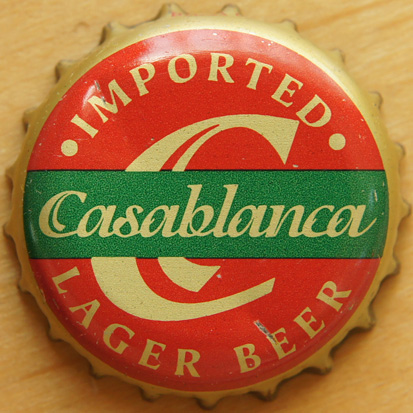 IMPORTED
C
Casablanca
LAGER BEER